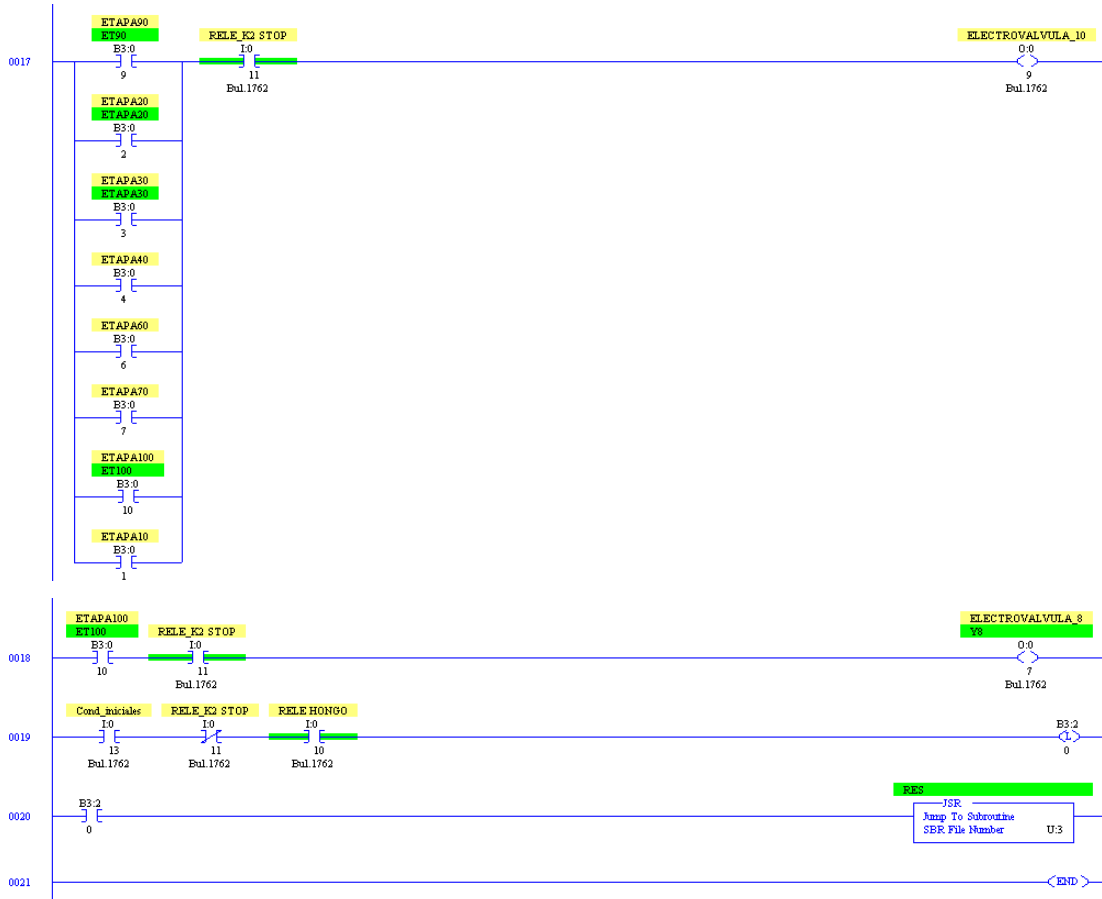 ETAPA90
ET90
B3:0
9
RELE_K2 STOP
I:0
11
Bul.1762
ELECTROVALVULA_10
O:0
9
Bul.1762
0017
ETAPA20
ETAPA20
B3:0
2
ETAPA30
ETAPA30
B3:0
3
ETAPA40
B3:0
4
ETAPA60
B3:0
6
ETAPA70
B3:0
7
ETAPA100
ET100
B3:0
10
ETAPA10
B3:0
1
0018
ETAPA100
ET100
B3:0
10
RELE_K2 STOP
I:0
11
Bul.1762
ELECTROVALVULA_8
Y8
O:0
7
Bul.1762
0019
Cond_iniciales
I:0
13
Bul.1762
RELE_K2 STOP
I:0
11
Bul.1762
RELE HONGO
I:0
10
Bul.1762
B3:2
L
0
0020
B3:2
0
RES
JSR
Jump To Subroutine
SBR File Number U:3
0021
END